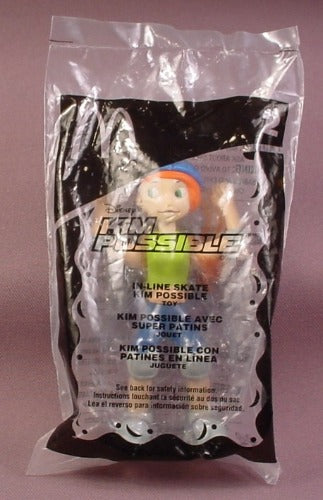 2
DISNEY'S
KIM
POSSIBLE
IN-LINE SKATE
KIM POSSIBLE
TOY
KIM POSSIBLE AVEC
SUPER PATINS
JOUET
KIM POSSIBLE CON
PATINES EN LINEA
JUGUETE
See back for safety information.
Instructions touchant la sécurité au dos du sac
Lea el reverso para información sobre seguridad.